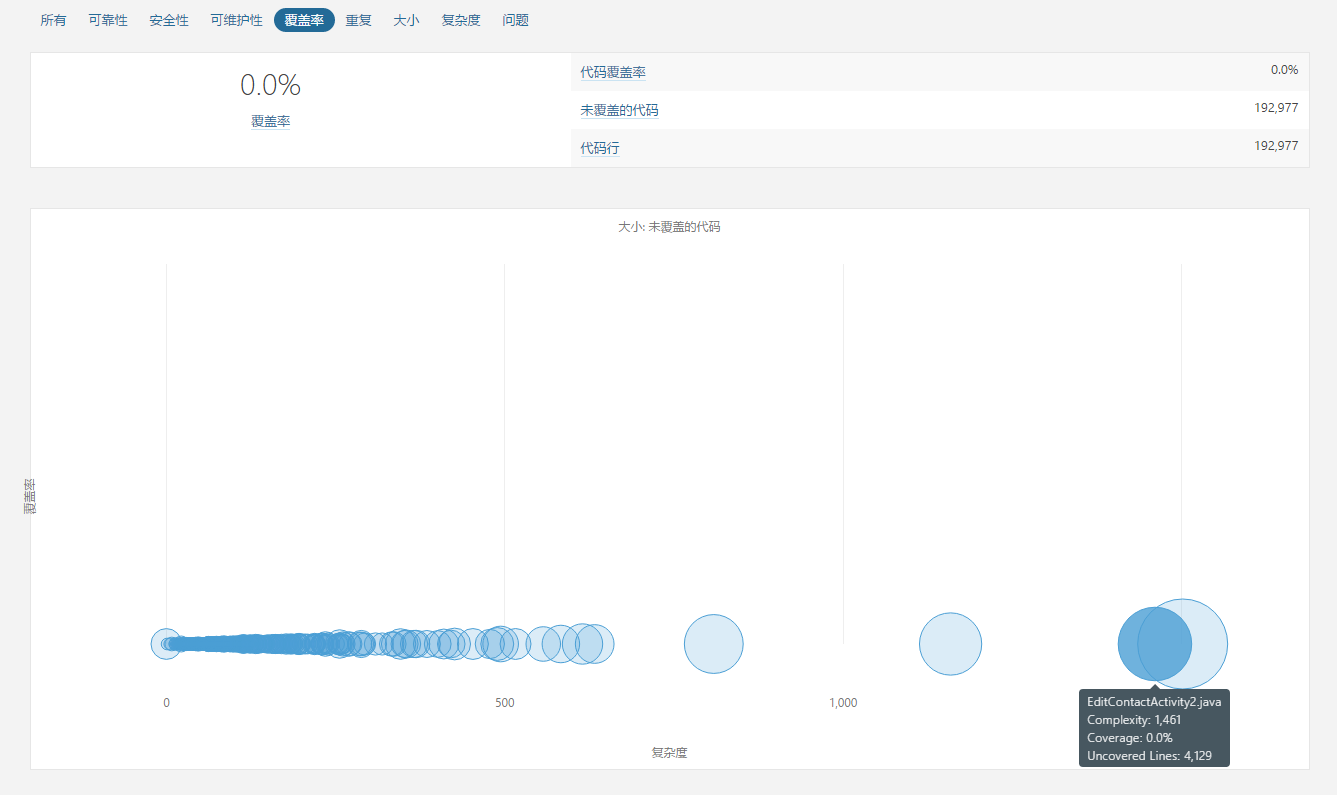 所有 可靠性 安全性 可维护性 覆盖率 重复 大小 复杂度 问题
0.0%
覆盖率
代码覆盖率 0.0%
未覆盖的代码 192,977
代码行 192,977
大小: 未覆盖的代码
覆盖率
0 500 1,000
EditContactActivity2.java
Complexity: 1,461
Coverage: 0.0%
Uncovered Lines: 4,129
复杂度